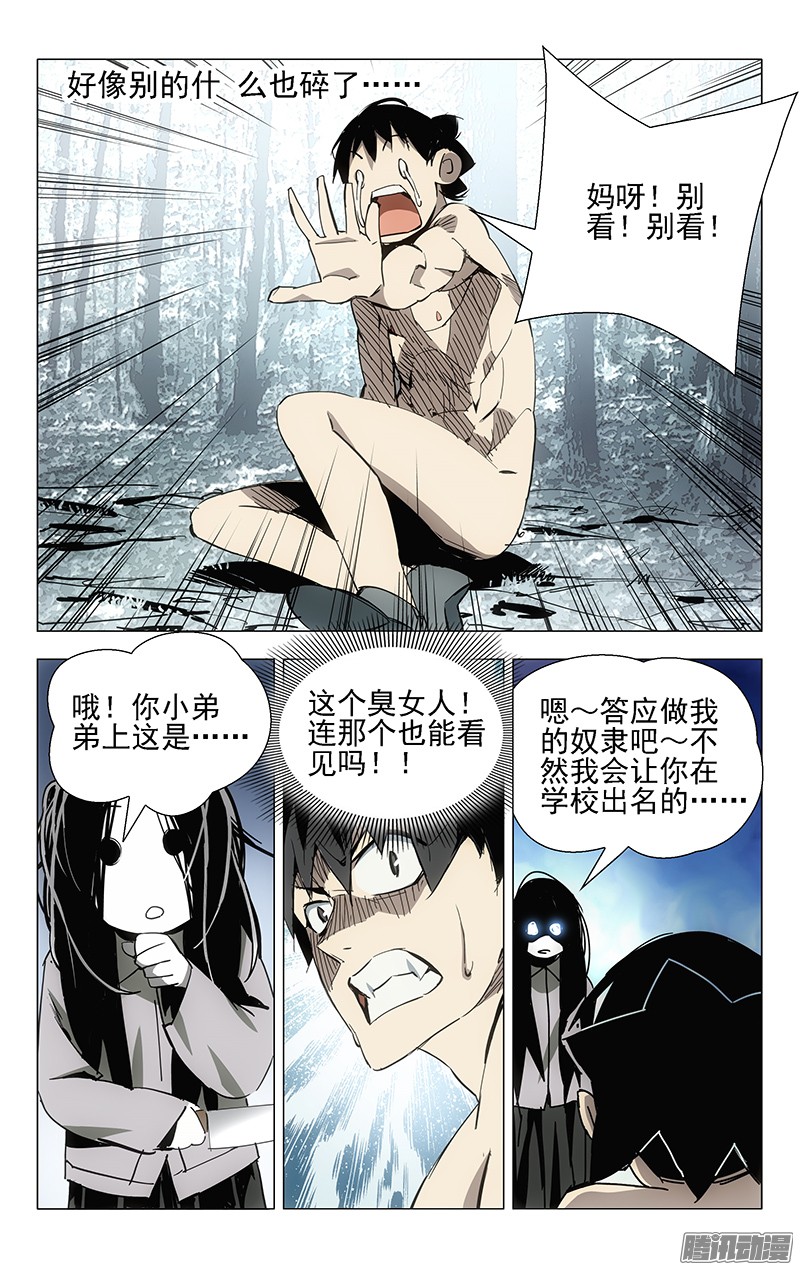 好像别的什 么也碎了……
妈呀！别
看！别看！
哦！你小弟
弟上这是……
这个臭女人！
连那个也能看
见吗！！
嗯～答应做我
的奴隶吧～不
然我会让你在
学校出名的……
腾讯动漫